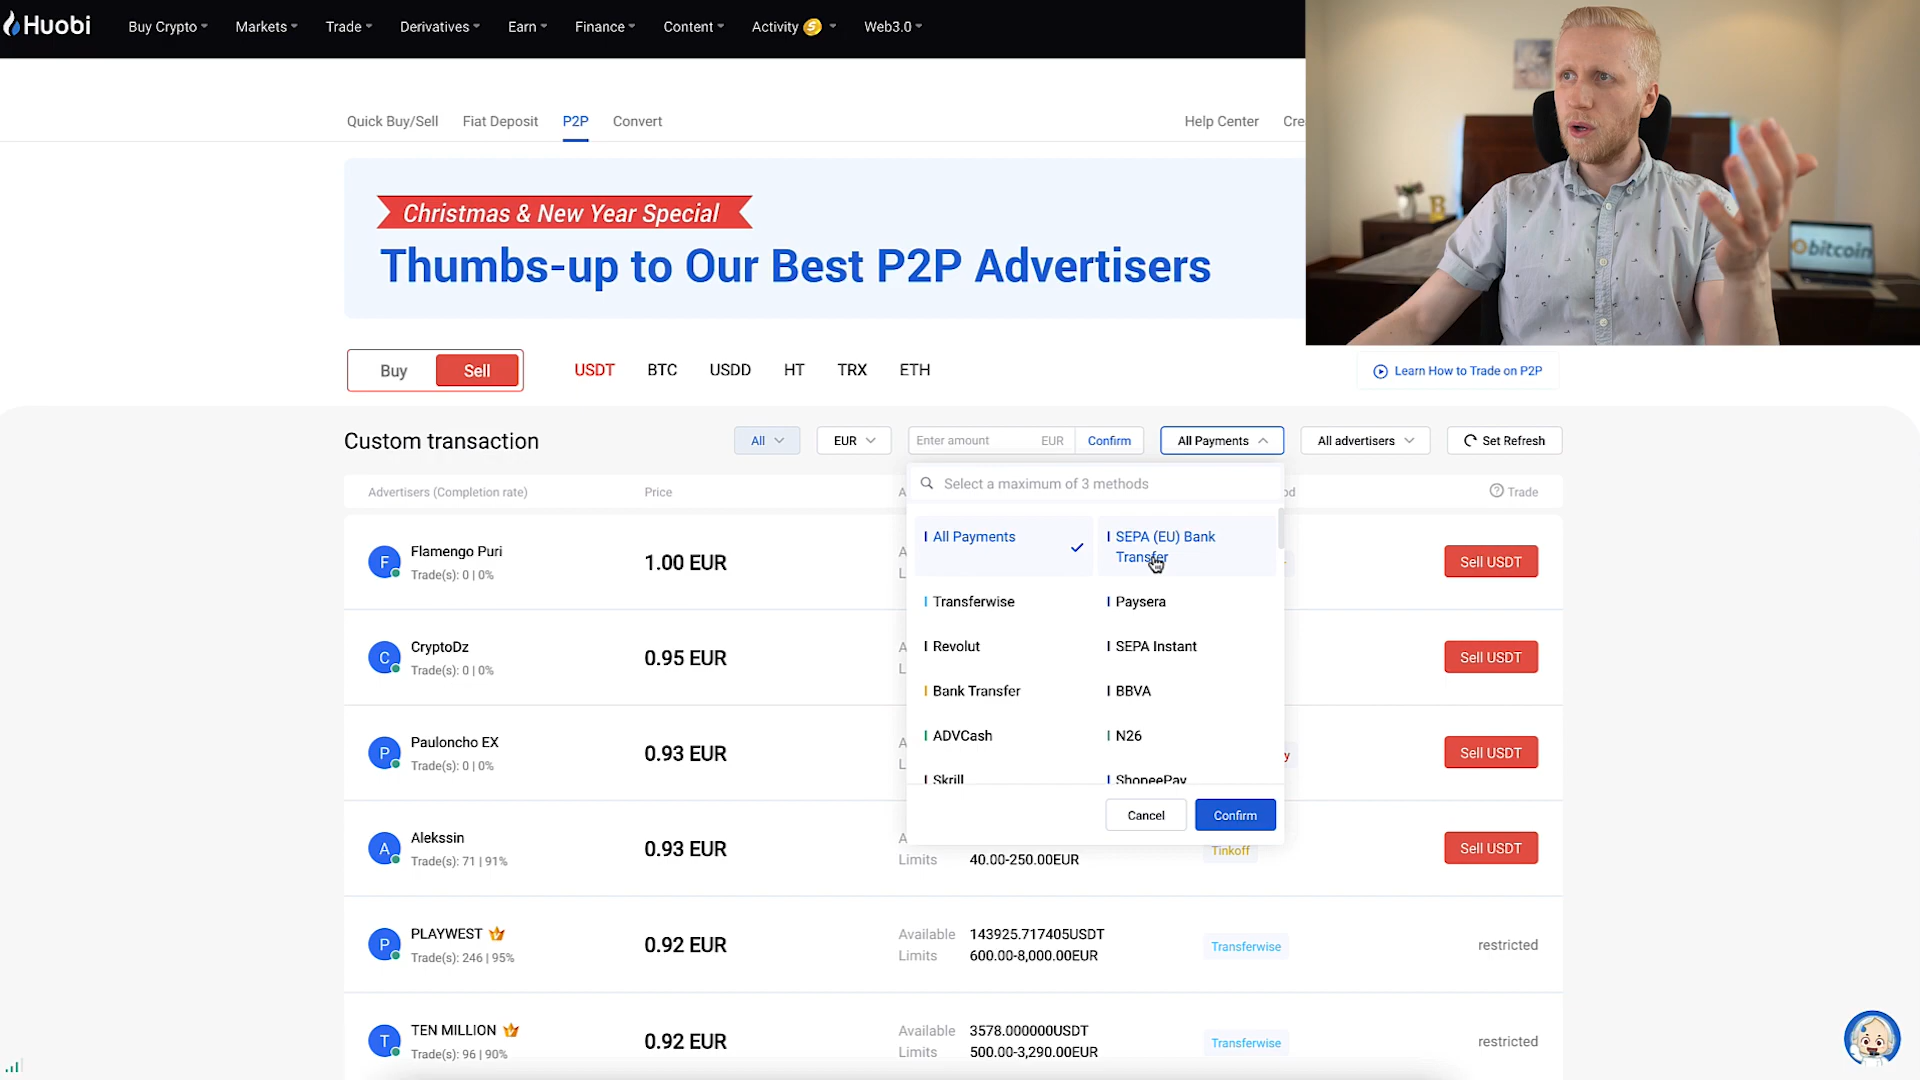 Huobi
Buy Crypto
Markets
Trade
Derivatives
Earn
Finance
Content
Activity
Web3.0
Quick Buy/Sell
Fiat Deposit
P2P
Convert
Help Center
Christmas & New Year Special
Thumbs-up to Our Best P2P Advertisers
bitcoin
Buy
Sell
USDT
BTC
USDD
HT
TRX
ETH
Learn How to Trade on P2P
Custom transaction
All
EUR
Enter amount
EUR
Confirm
All Payments
All advertisers
Set Refresh
Advertisers (Completion rate)
Price
Trade
Select a maximum of 3 methods
All Payments
SEPA (EU) Bank
Transfer
Transferwise
Paysera
Revolut
SEPA Instant
Bank Transfer
BBVA
ADVCash
N26
Skrill
ShopeePay
Cancel
Confirm
F
Flamengo Puri
Trade(s): 0 | 0%
1.00 EUR
Sell USDT
C
CryptoDz
Trade(s): 0 | 0%
0.95 EUR
Sell USDT
P
Pauloncho EX
Trade(s): 0 | 0%
0.93 EUR
Sell USDT
A
Alekssin
Trade(s): 71 | 91%
0.93 EUR
Limits 40.00-250.00EUR
Tinkoff
Sell USDT
P
PLAYWEST
Trade(s): 246 | 95%
0.92 EUR
Available 143925.717405USDT
Limits 600.00-8,000.00EUR
Transferwise
restricted
T
TEN MILLION
Trade(s): 96 | 90%
0.92 EUR
Available 3578.000000USDT
Limits 500.00-3,290.00EUR
Transferwise
restricted